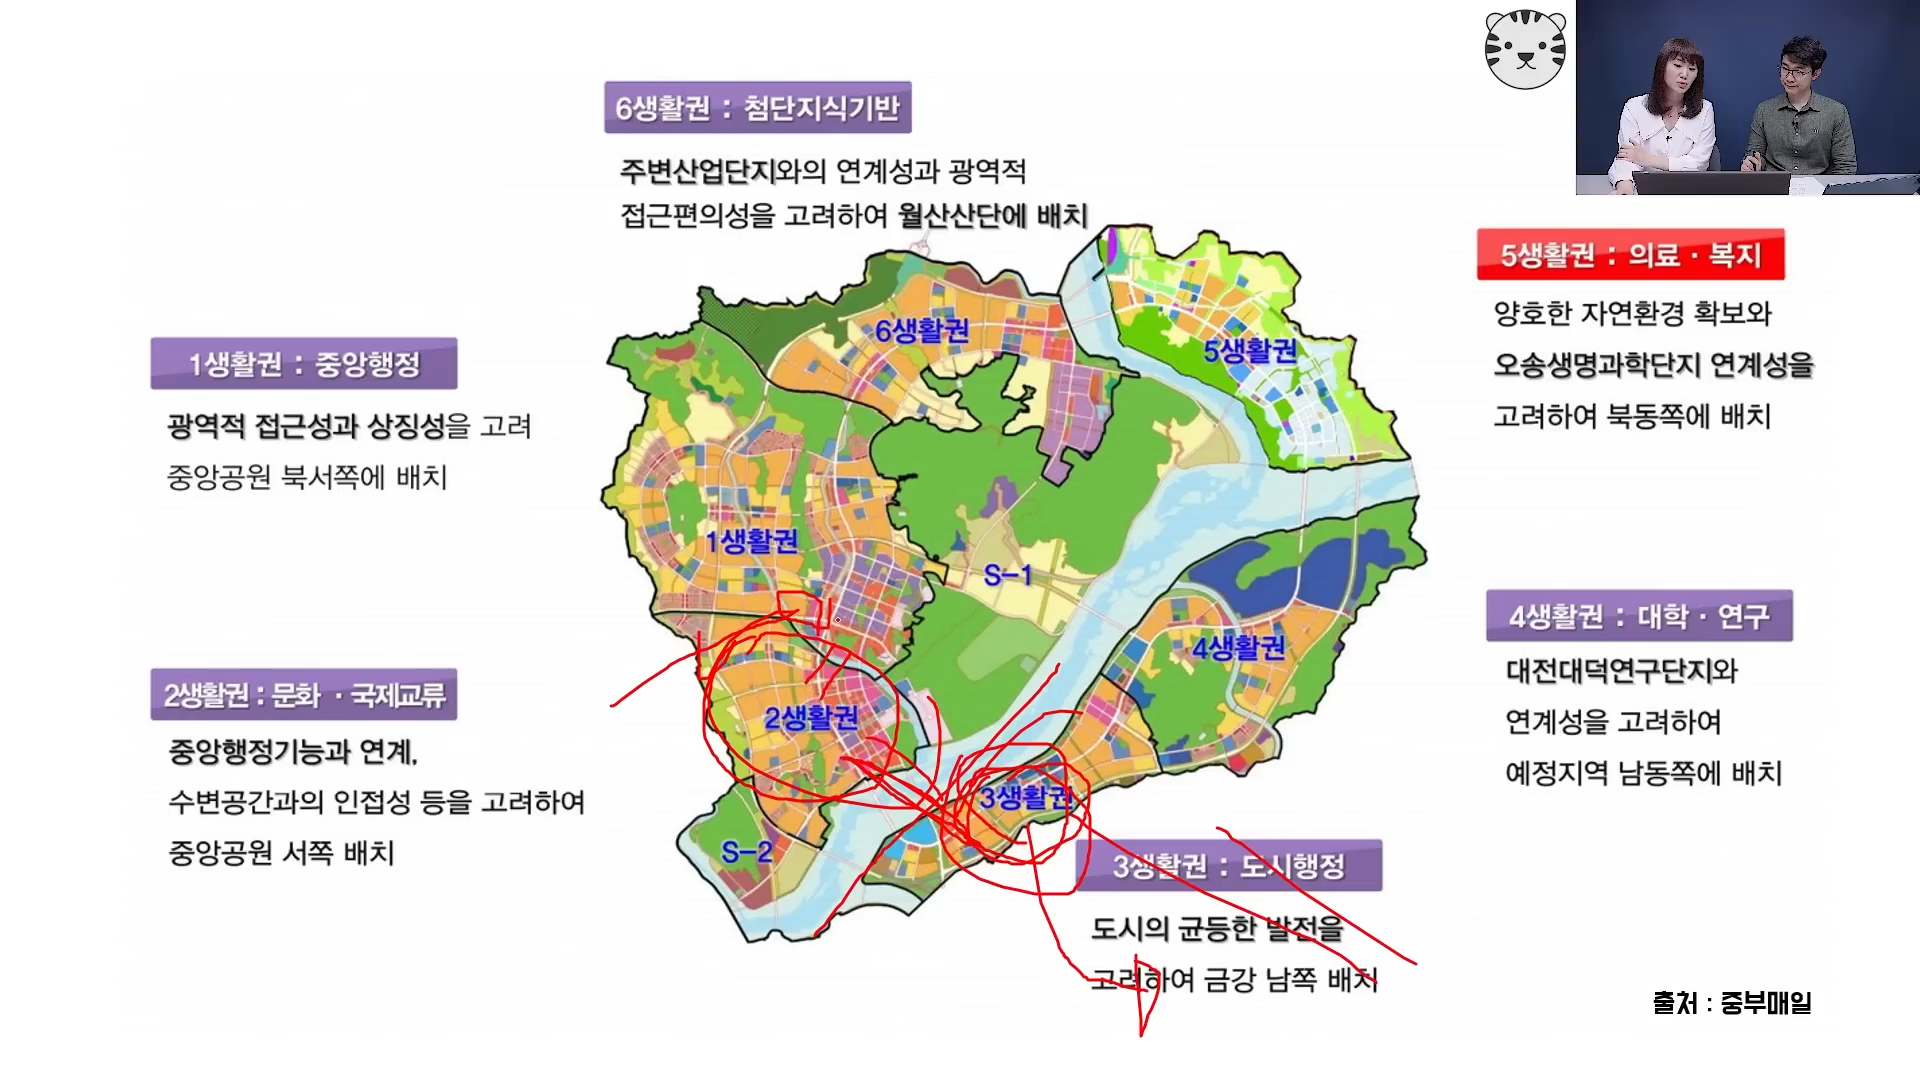 6생활권 : 첨단지식기반
주변산업단지와의 연계성과 광역적
접근편의성을 고려하여 월산산단에 배치
5생활권 : 의료 · 복지
양호한 자연환경 확보와
오송생명과학단지 연계성을
고려하여 북동쪽에 배치
1생활권 : 중앙행정
광역적 접근성과 상징성을 고려
중앙공원 북서쪽에 배치
6생활권
5생활권
1생활권
S-1
4생활권
2생활권
3생활권
S-2
4생활권 : 대학 · 연구
대전대덕연구단지와
연계성을 고려하여
예정지역 남동쪽에 배치
2생활권 : 문화 · 국제교류
중앙행정기능과 연계,
수변공간과의 인접성 등을 고려하여
중앙공원 서쪽 배치
3생활권 : 도시행정
도시의 균등한 발전을
고려하여 금강 남쪽 배치
출처 : 중부매일